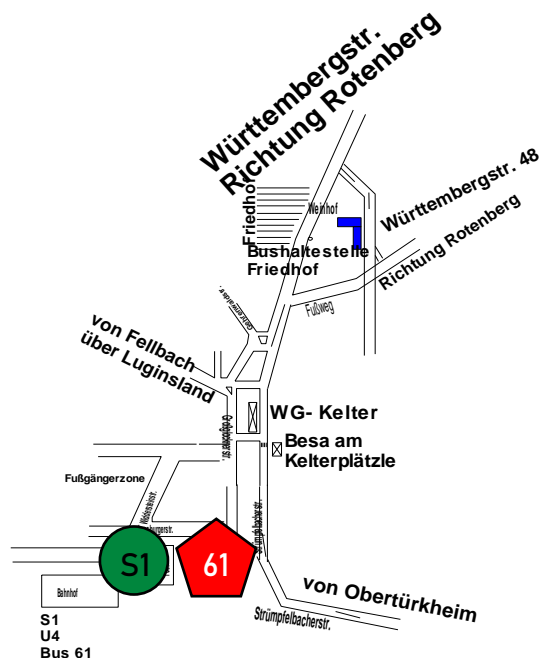 Württembergstr.
Richtung Rotenberg
Friedhof
Weinhof
Württembergstr. 48
Richtung Rotenberg
Bushaltestelle
Friedhof
Fußweg
von Fellbach
über Luginsland
WG- Kelter
Besa am
Kelterplätzle
Fußgängerzone
S1
61
Bahnhof
von Obertürkheim
Strümpfelbacherstr.
S1
U4
Bus 61